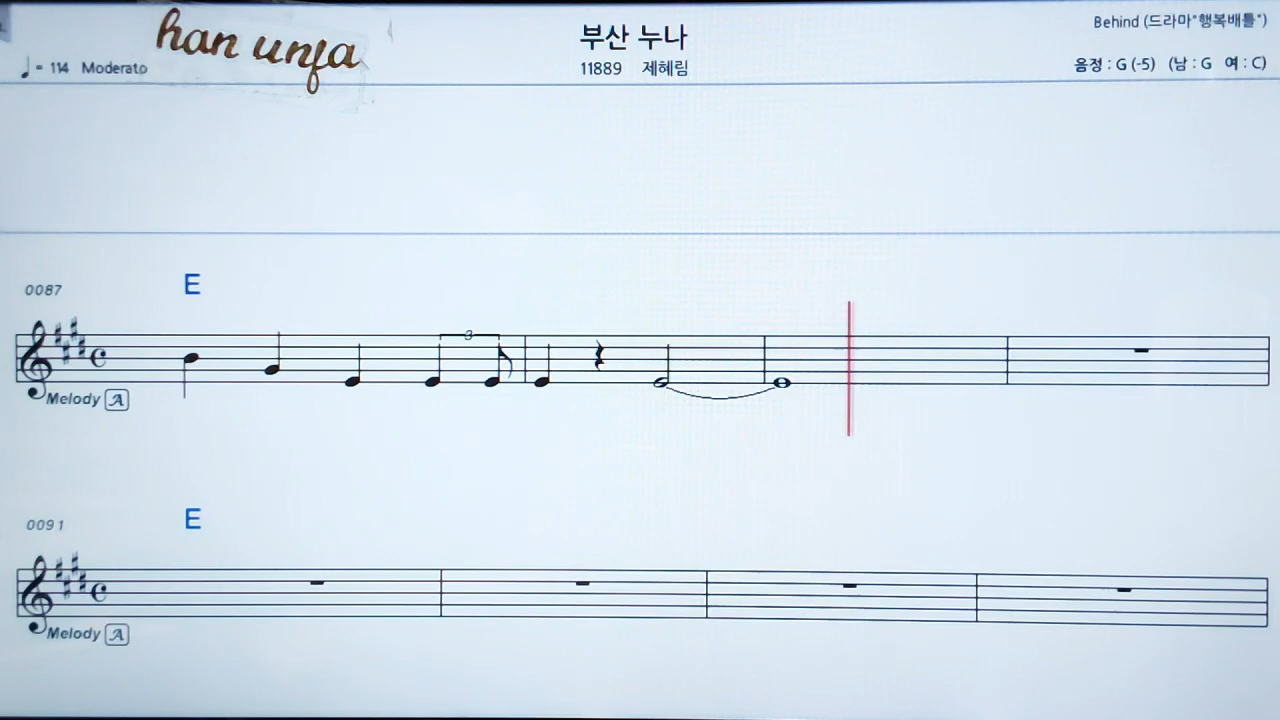 han unja
부산 누나
Behind (드라마"행복배틀")
♩ = 114 Moderato
11889 제혜림
음정 : G (-5) (남 : G 여 : C)
0087
E
3
Melody A
0091
E
Melody A